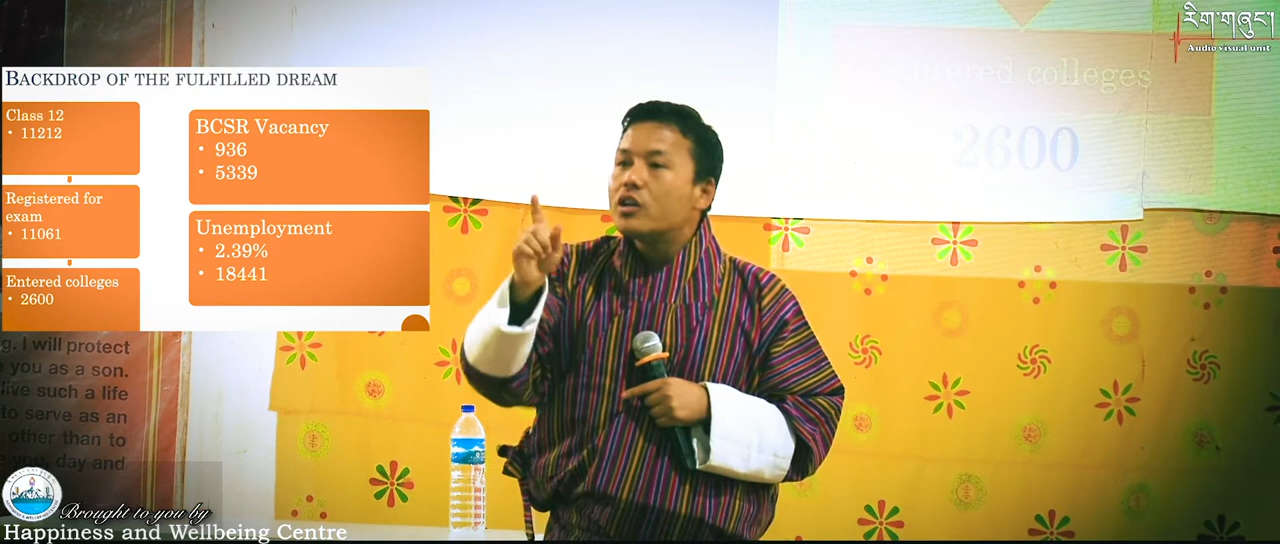 BACKDROP OF THE FULFILLED DREAM
Class 12
• 11212
Registered for
exam
• 11061
Entered colleges
• 2600
BCSR Vacancy
• 936
• 5339
Unemployment
• 2.39%
• 18441
རིག་གཞུང་།
Audio visual unit
entered colleges
2600
g. I will protect
you as a son.
live such a life
to serve as an
other than to
you, day and
Brought to you by
Happiness and Wellbeing Centre